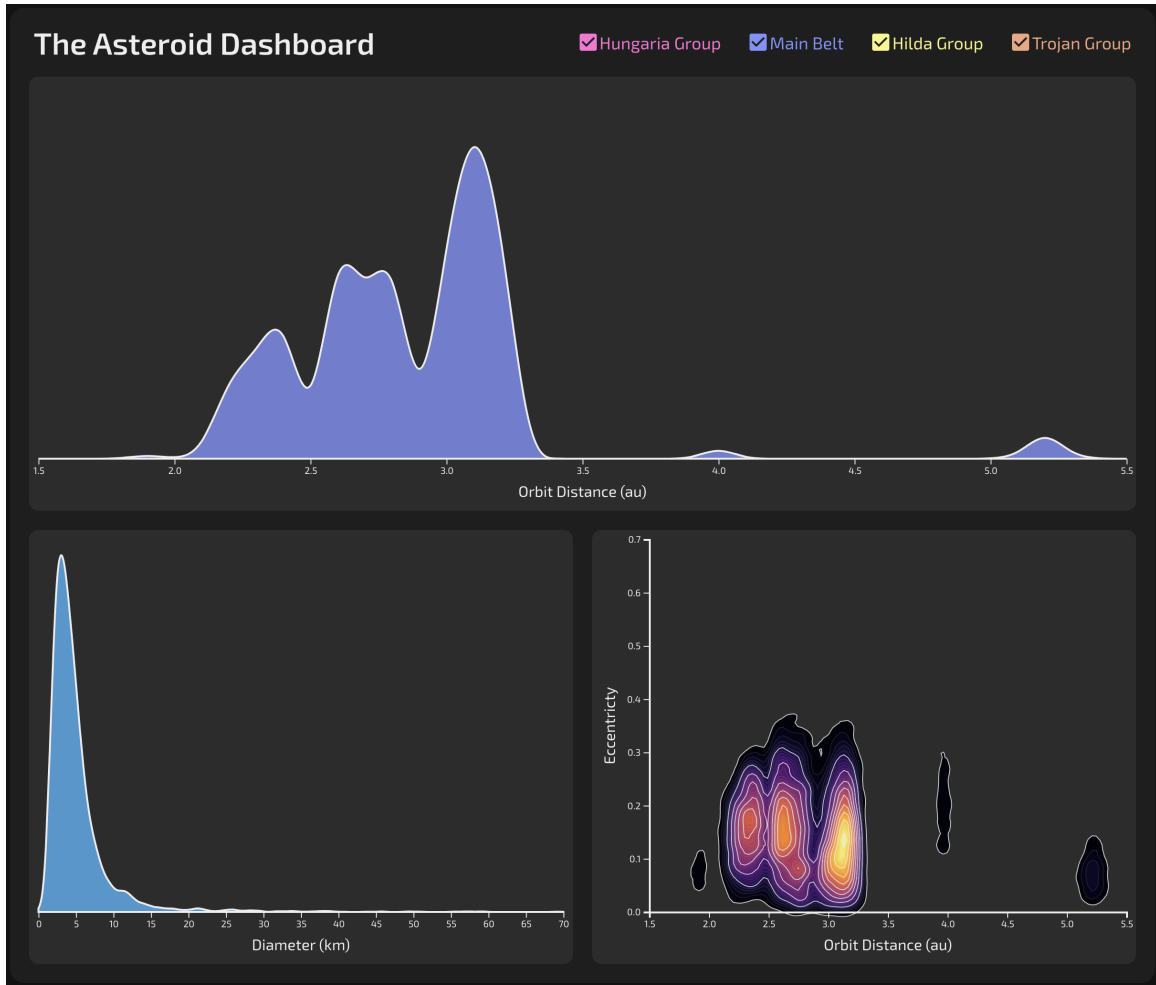 The Asteroid Dashboard
Hungaria Group Main Belt Hilda Group Trojan Group
1.5 2.0 2.5 3.0 3.5 4.0 4.5 5.0 5.5
Orbit Distance (au)
0 5 10 15 20 25 30 35 40 45 50 55 60 65 70
Diameter (km)
0.7
0.6
0.5
0.4
0.3
0.2
0.1
0.0
Eccentricty
1.5 2.0 2.5 3.0 3.5 4.0 4.5 5.0 5.5
Orbit Distance (au)